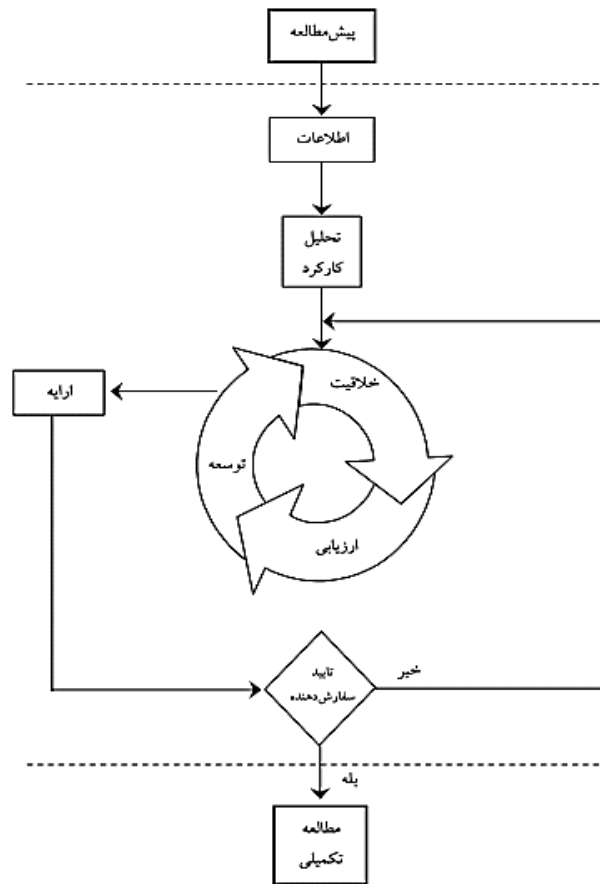 پیش‌مطالعه
اطلاعات
تحلیل
کارکرد
خلاقیت
ارایه
توسعه
ارزیابی
تایید
سفارش‌دهنده
خیر
بله
مطالعه
تکمیلی